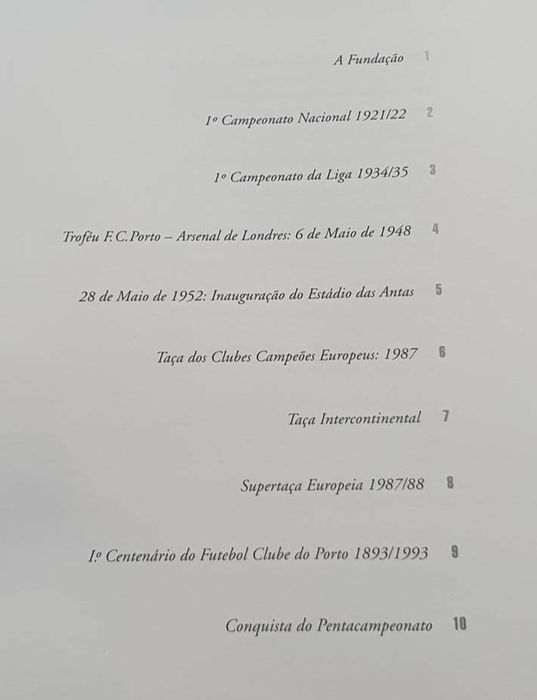 A Fundação 1
1º Campeonato Nacional 1921/22 2
1º Campeonato da Liga 1934/35 3
Troféu F.C.Porto – Arsenal de Londres: 6 de Maio de 1948 4
28 de Maio de 1952: Inauguração do Estádio das Antas 5
Taça dos Clubes Campeões Europeus: 1987 6
Taça Intercontinental 7
Supertaça Europeia 1987/88 8
I.º Centenário do Futebol Clube do Porto 1893/1993 9
Conquista do Pentacampeonato 10